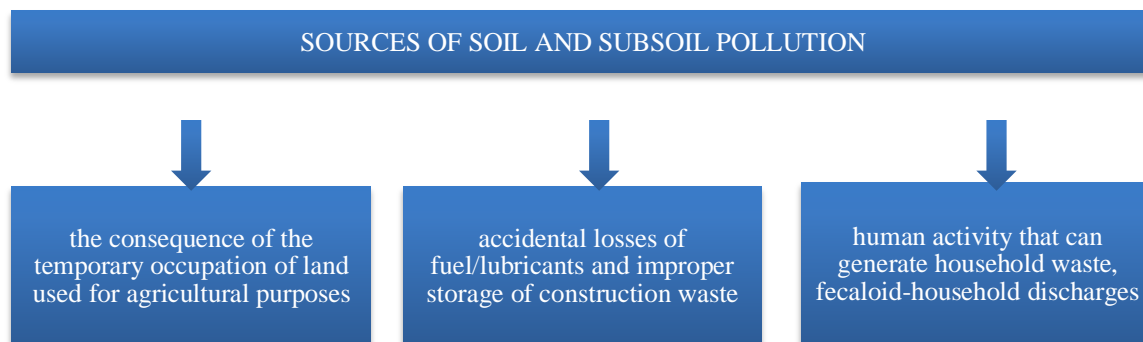 SOURCES OF SOIL AND SUBSOIL POLLUTION
the consequence of the
temporary occupation of land
used for agricultural purposes
accidental losses of
fuel/lubricants and improper
storage of construction waste
human activity that can
generate household waste,
fecaloid-household discharges